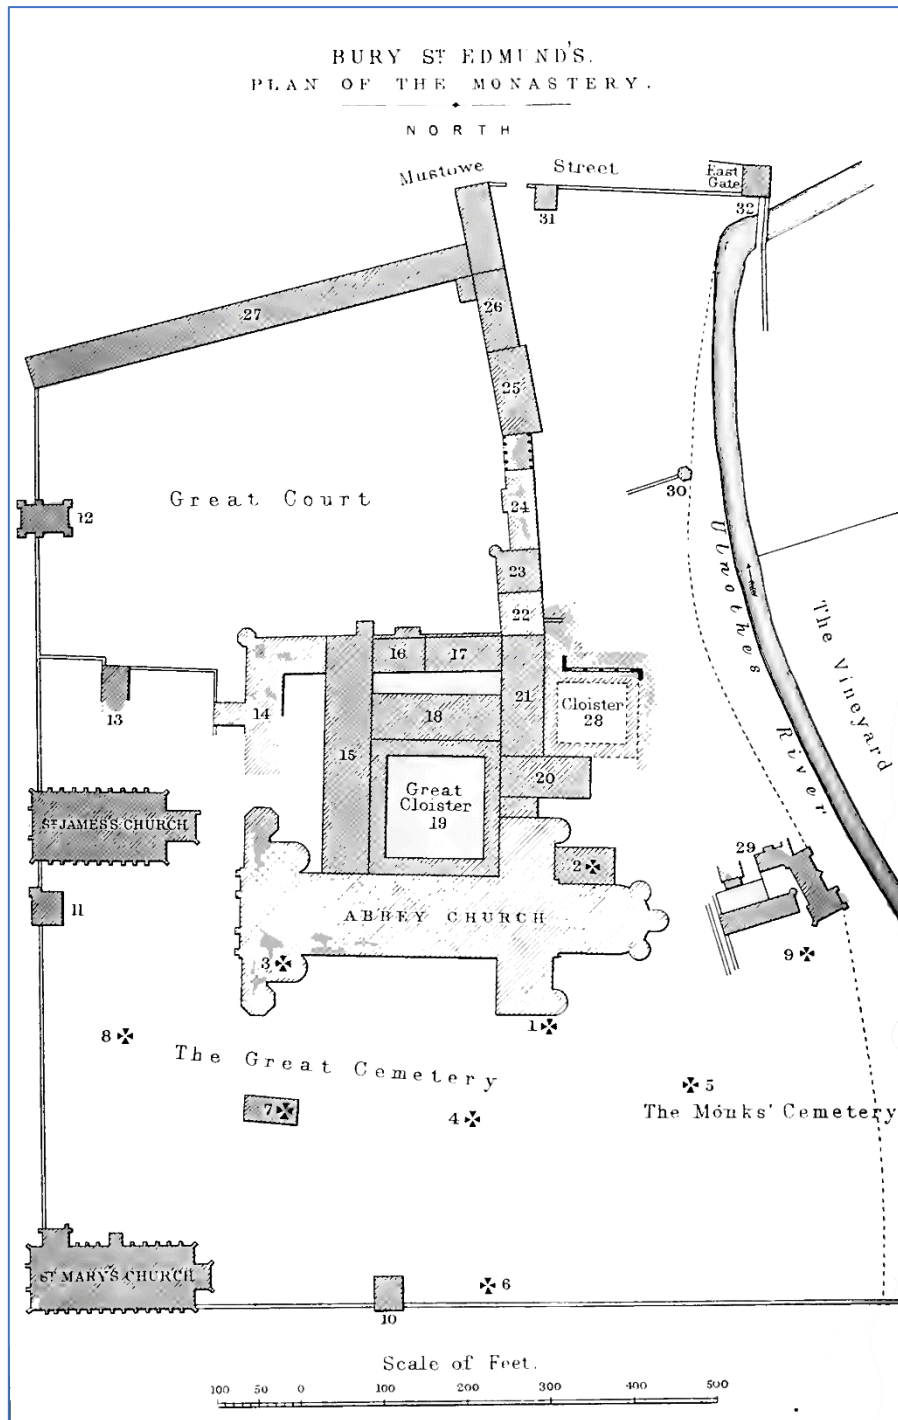 BURY ST EDMUND'S.
PLAN OF THE MONASTERY.
NORTH
Mustowe Street
East
Gate
32
31
27
26
25
Great Court
12
24
30
23
22
Ulnothes River
The Vineyard
16
17
13
14
18
21
Cloister
28
15
20
Great
Cloister
19
ST JAMES'S CHURCH
29
2
11
ABBEY CHURCH
3
9
1
8
The Great Cemetery
5
7
4
The Monks' Cemetery
ST MARYS CHURCH
6
10
Scale of Feet.
100 50 0 100 200 300 400 500